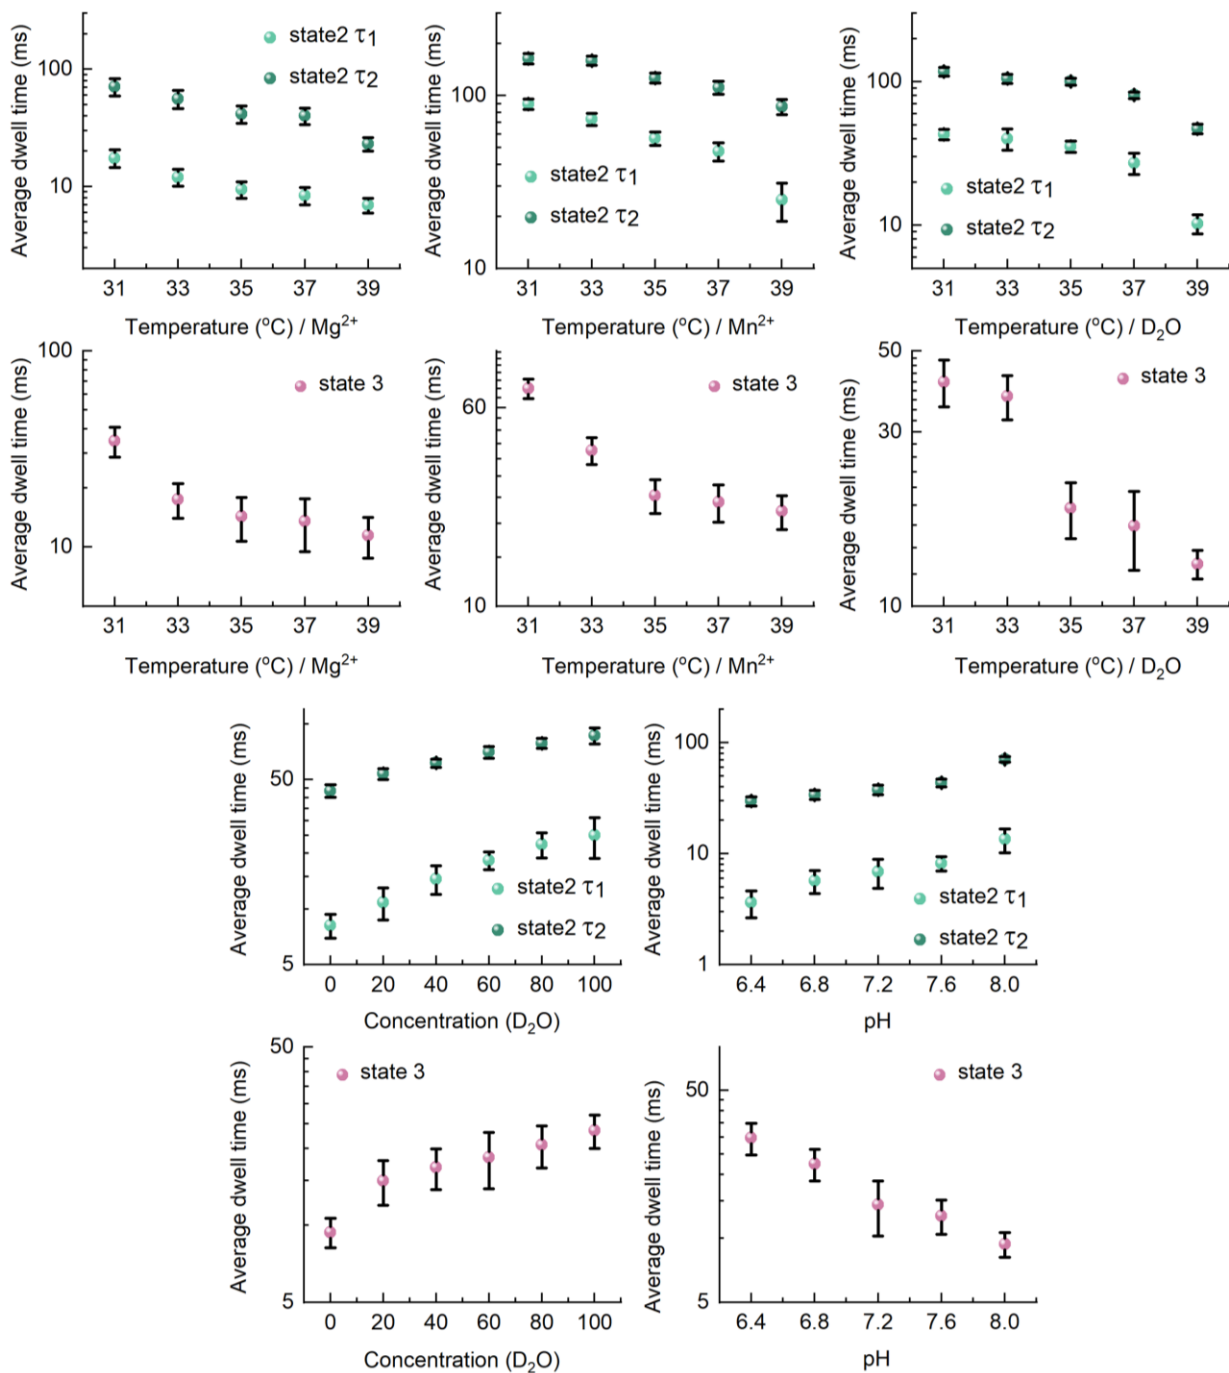 Average dwell time (ms)
100
10
state2 τ1
state2 τ2
31 33 35 37 39
Temperature (°C) / Mg²⁺
Average dwell time (ms)
100
10
state2 τ1
state2 τ2
31 33 35 37 39
Temperature (°C) / Mn²⁺
Average dwell time (ms)
100
10
state2 τ1
state2 τ2
31 33 35 37 39
Temperature (°C) / D₂O
Average dwell time (ms)
100
10
state 3
31 33 35 37 39
Temperature (°C) / Mg²⁺
Average dwell time (ms)
60
10
state 3
31 33 35 37 39
Temperature (°C) / Mn²⁺
Average dwell time (ms)
50
30
10
state 3
31 33 35 37 39
Temperature (°C) / D₂O
Average dwell time (ms)
50
5
state2 τ1
state2 τ2
0 20 40 60 80 100
Concentration (D₂O)
Average dwell time (ms)
100
10
1
state2 τ1
state2 τ2
6.4 6.8 7.2 7.6 8.0
pH
Average dwell time (ms)
50
5
state 3
0 20 40 60 80 100
Concentration (D₂O)
Average dwell time (ms)
50
5
state 3
6.4 6.8 7.2 7.6 8.0
pH